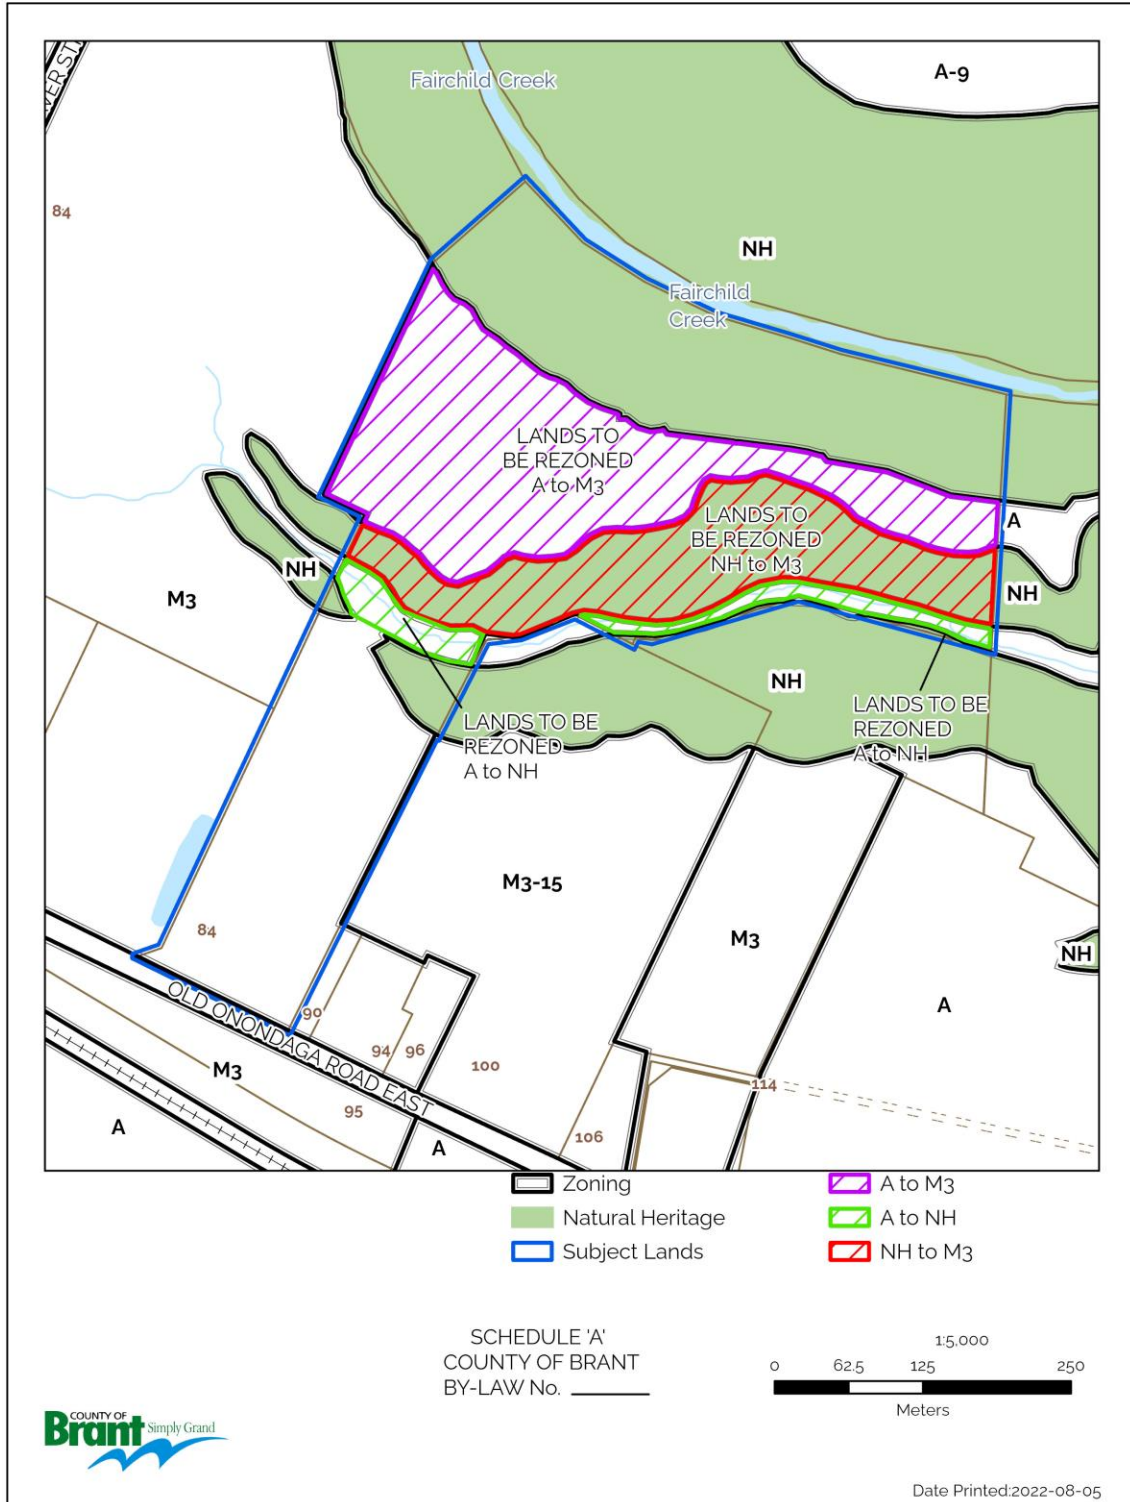 VER ST
Fairchild Creek
A-9
84
NH
Fairchild
Creek
LANDS TO
BE REZONED
A to M3
LANDS TO
BE REZONED
NH to M3
A
NH
M3
NH
NH
LANDS TO BE
REZONED
A to NH
LANDS TO BE
REZONED
A to NH
M3-15
M3
NH
84
A
90
OLD ONONDAGA ROAD EAST
94
96
100
M3
95
114
106
A
A
Zoning
Natural Heritage
Subject Lands
A to M3
A to NH
NH to M3
SCHEDULE 'A'
COUNTY OF BRANT
BY-LAW No.
1:5,000
0 62.5 125 250
Meters
COUNTY OF
Brant Simply Grand
Date Printed:2022-08-05